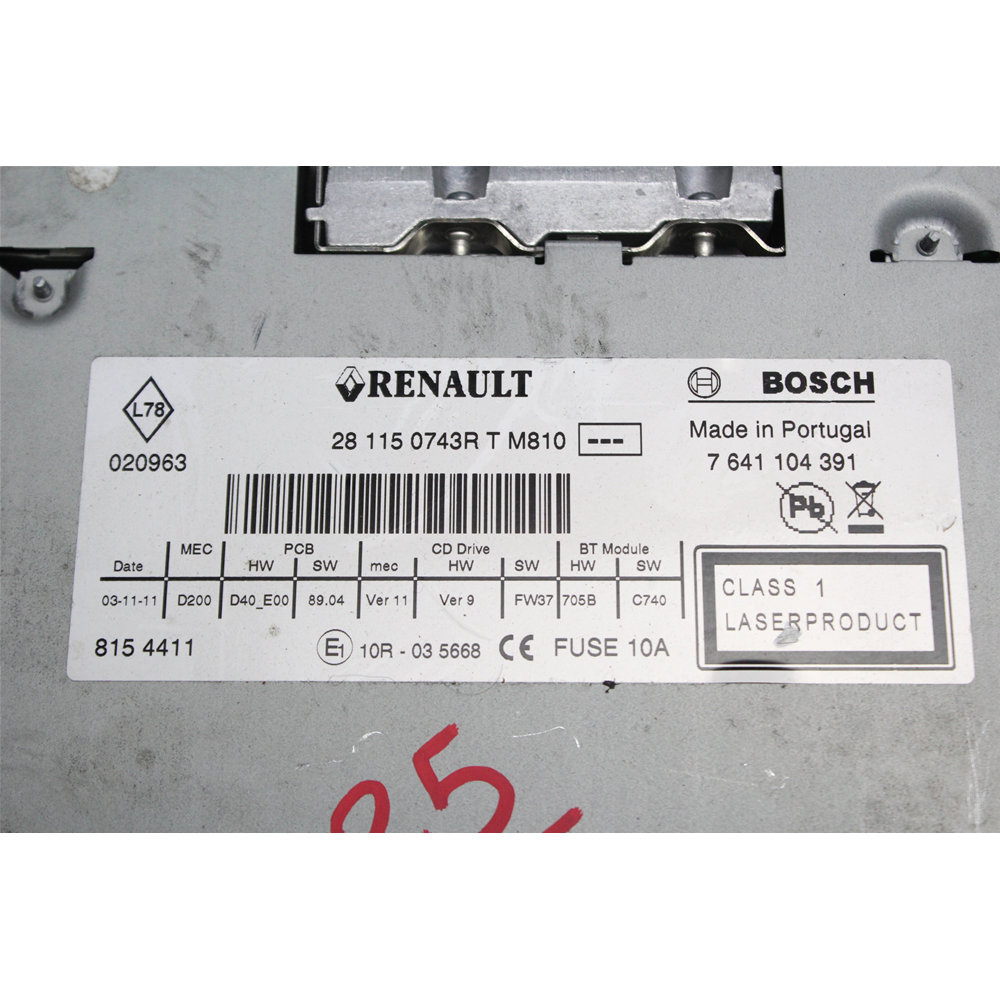 L78
RENAULT
BOSCH
020963
28 115 0743R T M810 ---
Made in Portugal
7 641 104 391
Pb
MEC PCB CD Drive BT Module
Date HW SW mec HW SW HW SW
03-11-11 D200 D40_E00 89.04 Ver 11 Ver 9 FW37 705B C740
CLASS 1
LASERPRODUCT
815 4411
E1 10R - 03 5668 CE FUSE 10A